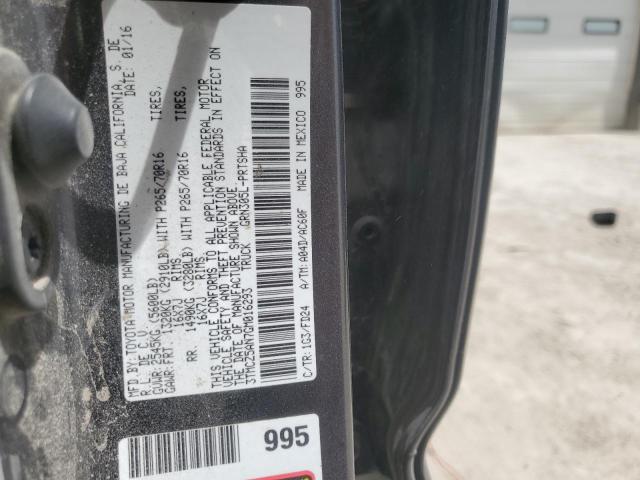 MFD. BY:TOYOTA MOTOR MANUFACTURING DE BAJA CALIFORNIA, S. DE
R.L. DE C.V. DATE: 01/16
GVWR: 2545KG (5600LB)
GAWR:FRT 1320KG (2910LB) WITH P265/70R16 TIRES,
16X7J RIMS
RR 1490KG (3280LB) WITH P265/70R16 TIRES,
16X7J RIMS
THIS VEHICLE CONFORMS TO ALL APPLICABLE FEDERAL MOTOR
VEHICLE SAFETY AND THEFT PREVENTION STANDARDS IN EFFECT ON
THE DATE OF MANUFACTURE SHOWN ABOVE.
3TMCZ5AN7GM016293 TRUCK GRN305L-PRTSHA
C/TR:1G3/FD24 A/TM:A04D/AC60F MADE IN MEXICO 995
995